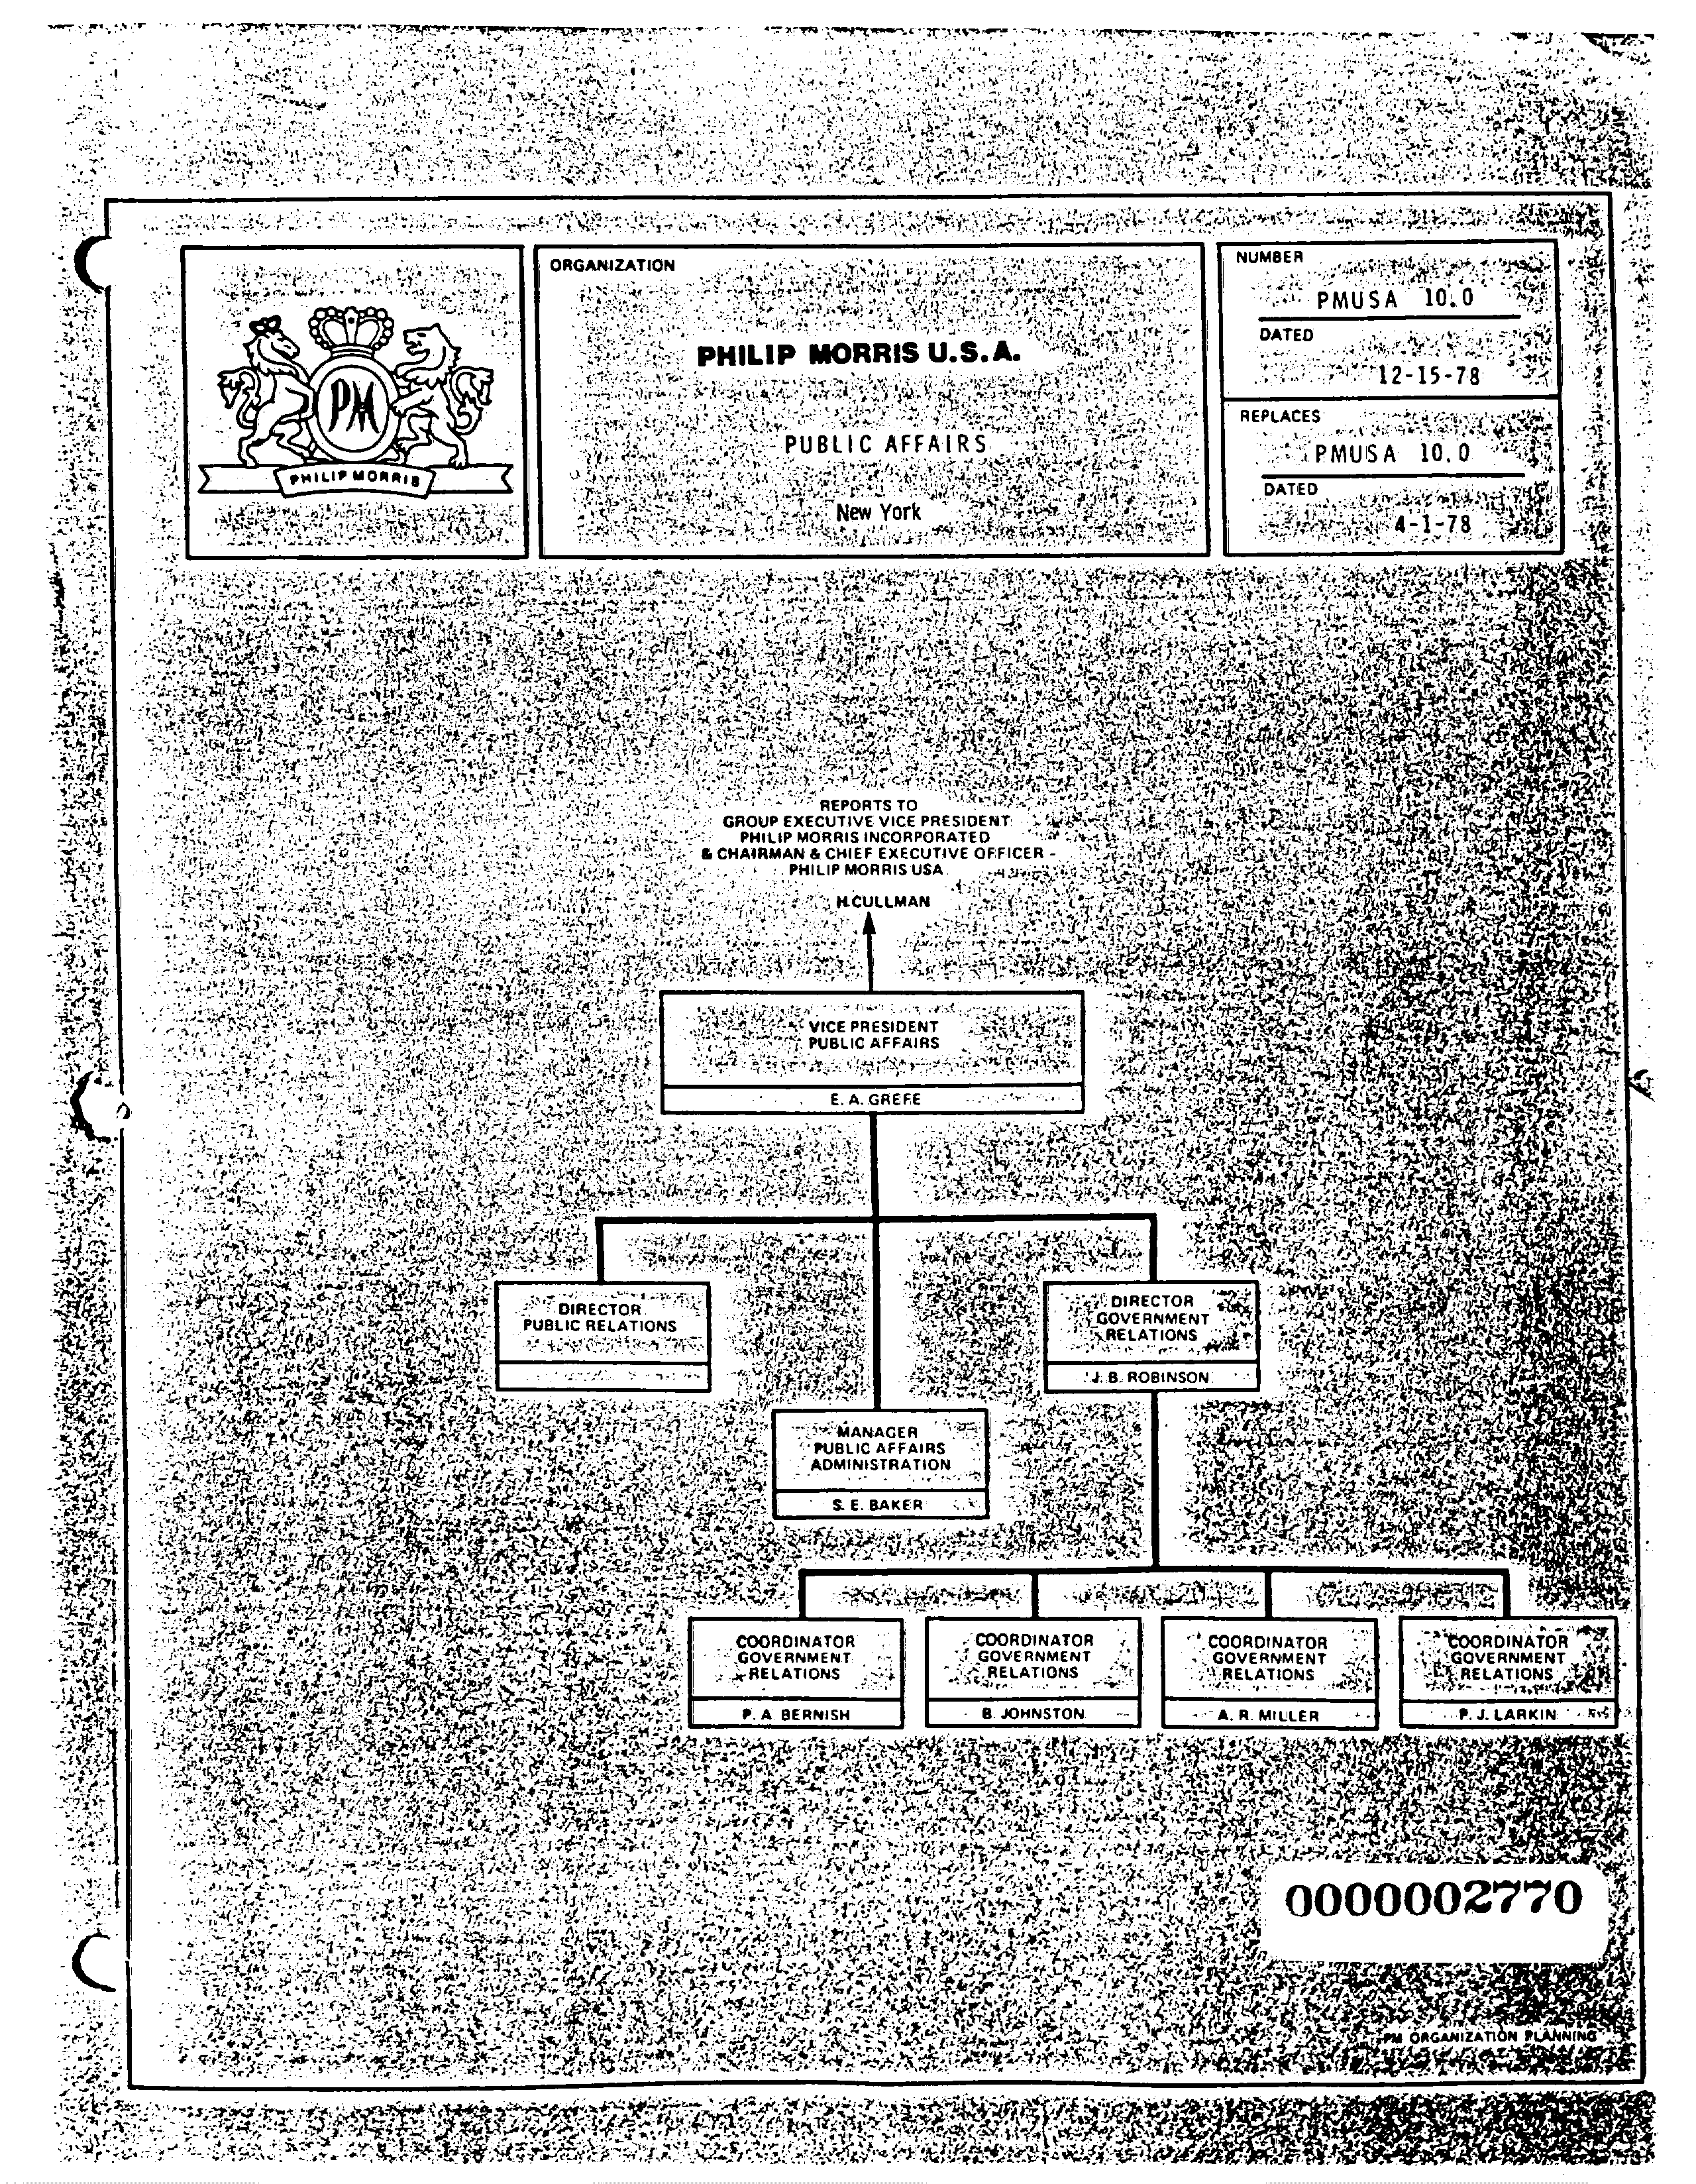 ORGANIZATION
PHILIP MORRIS U.S.A.
PUBLIC AFFAIRS
New York
NUMBER
PMUSA 10.0
DATED
12-15-78
REPLACES
PMUSA 10.0
DATED
4-1-78
PM
PHILIP MORRIS
REPORTS TO
GROUP EXECUTIVE VICE PRESIDENT
PHILIP MORRIS INCORPORATED
& CHAIRMAN & CHIEF EXECUTIVE OFFICER -
PHILIP MORRIS USA
H. CULLMAN
VICE PRESIDENT
PUBLIC AFFAIRS
E. A. GREFE
DIRECTOR
PUBLIC RELATIONS
DIRECTOR
GOVERNMENT
RELATIONS
J. B. ROBINSON
MANAGER
PUBLIC AFFAIRS
ADMINISTRATION
S. E. BAKER
COORDINATOR
GOVERNMENT
RELATIONS
P. A. BERNISH
COORDINATOR
GOVERNMENT
RELATIONS
B. JOHNSTON
COORDINATOR
GOVERNMENT
RELATIONS
A. R. MILLER
COORDINATOR
GOVERNMENT
RELATIONS
P. J. LARKIN
0000002770
PM ORGANIZATION PLANNING